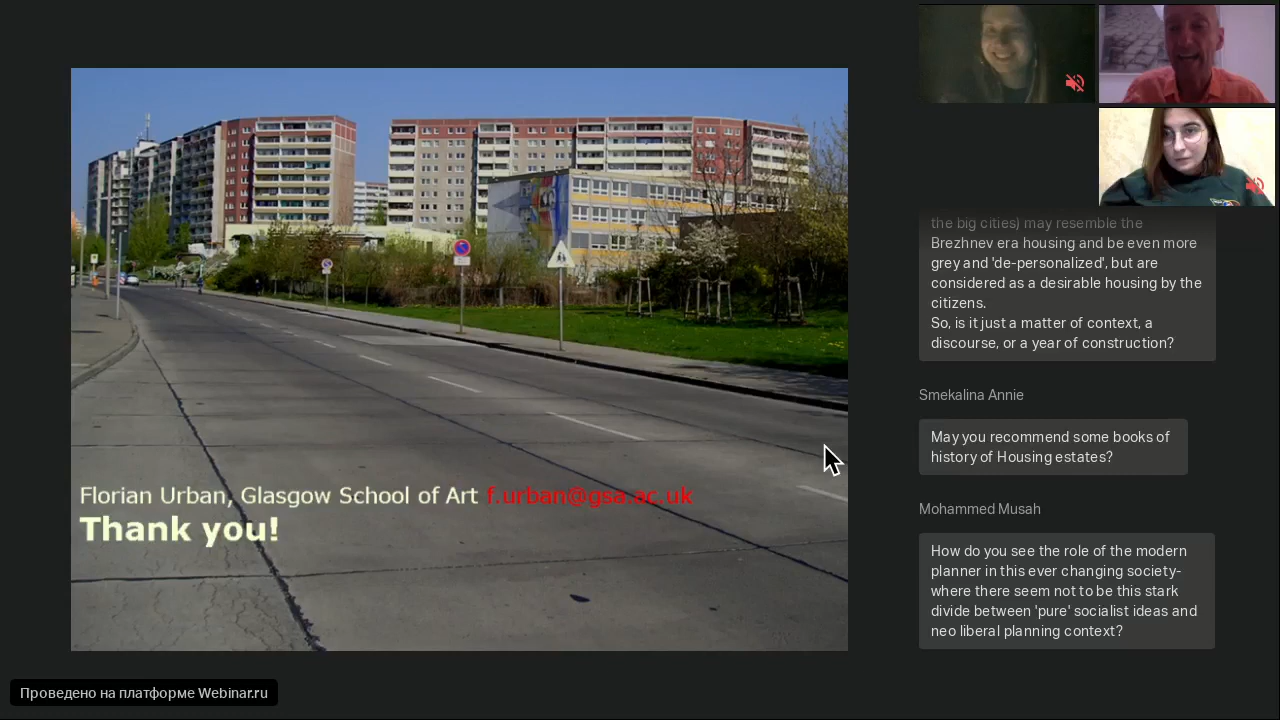 Florian Urban, Glasgow School of Art f.urban@gsa.ac.uk
Thank you!
the big cities) may resemble the
Brezhnev era housing and be even more
grey and 'de-personalized', but are
considered as a desirable housing by the
citizens.
So, is it just a matter of context, a
discourse, or a year of construction?
Smekalina Annie
May you recommend some books of
history of Housing estates?
Mohammed Musah
How do you see the role of the modern
planner in this ever changing society-
where there seem not to be this stark
divide between 'pure' socialist ideas and
neo liberal planning context?
Проведено на платформе Webinar.ru